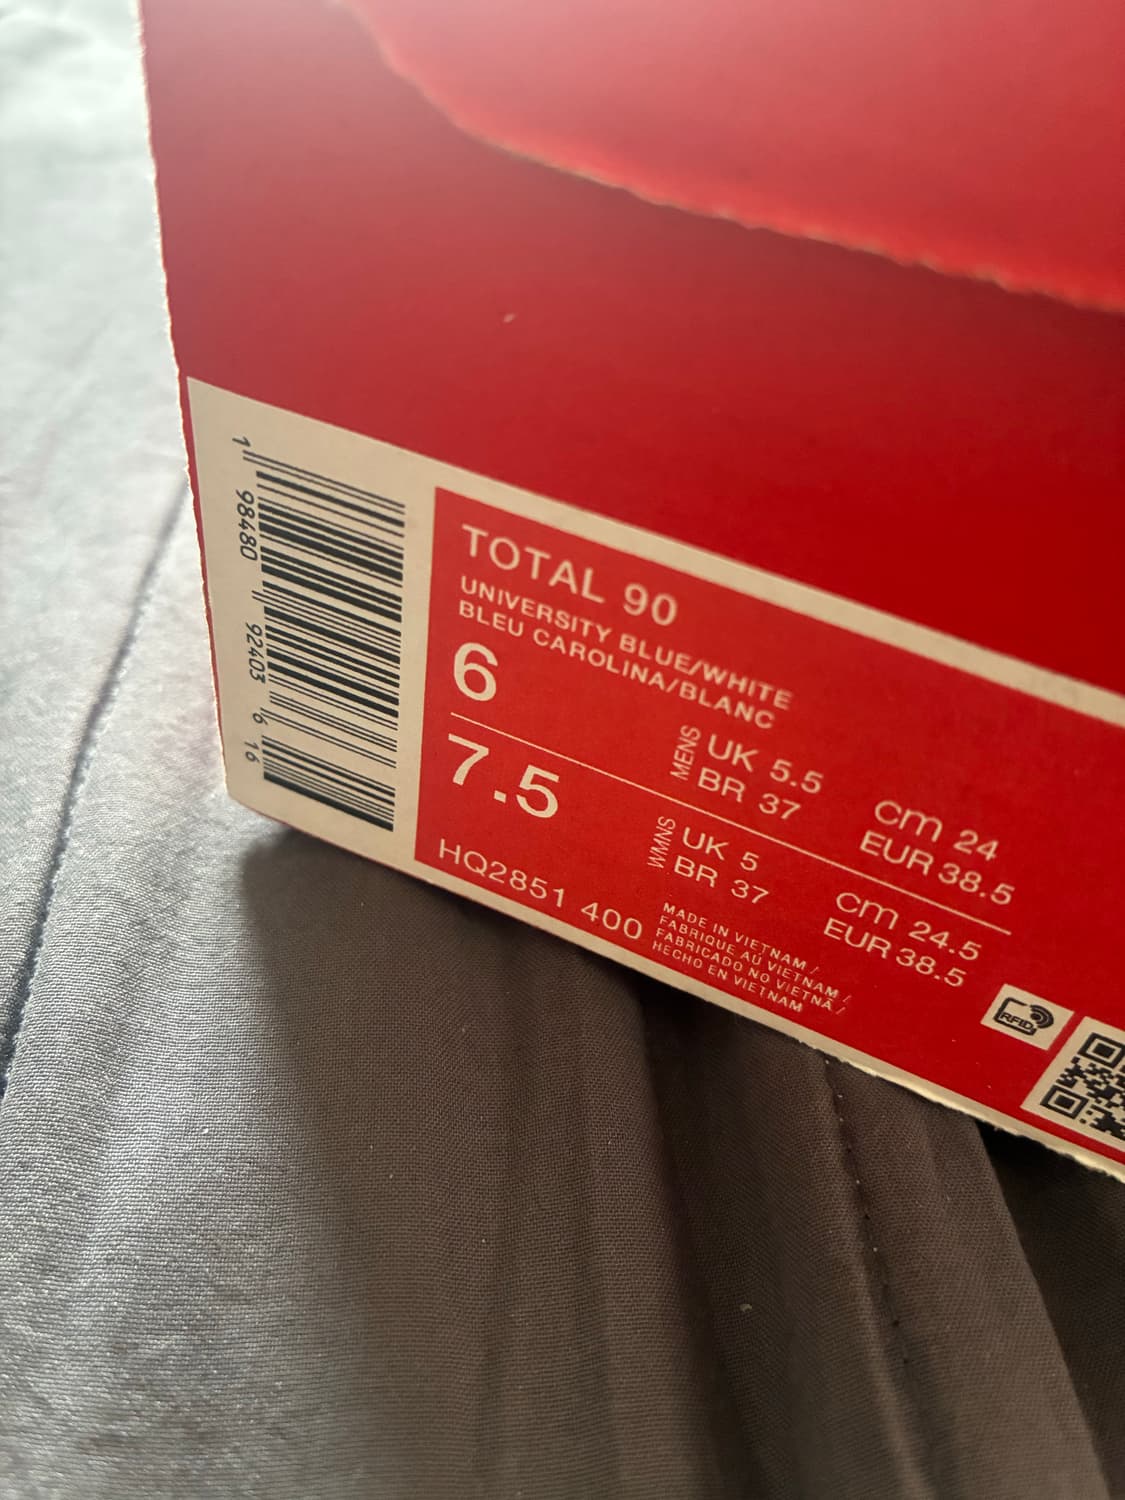 1 98480 92403 6 16
TOTAL 90
UNIVERSITY BLUE/WHITE
BLEU CAROLINA/BLANC
6
MENS
UK 5.5
BR 37
cm 24
EUR 38.5
7.5
WMNS
UK 5
BR 37
cm 24.5
EUR 38.5
HQ2851 400
MADE IN VIETNAM /
FABRIQUE AU VIETNAM /
FABRICADO NO VIETNÃ /
HECHO EN VIETNAM
RFID